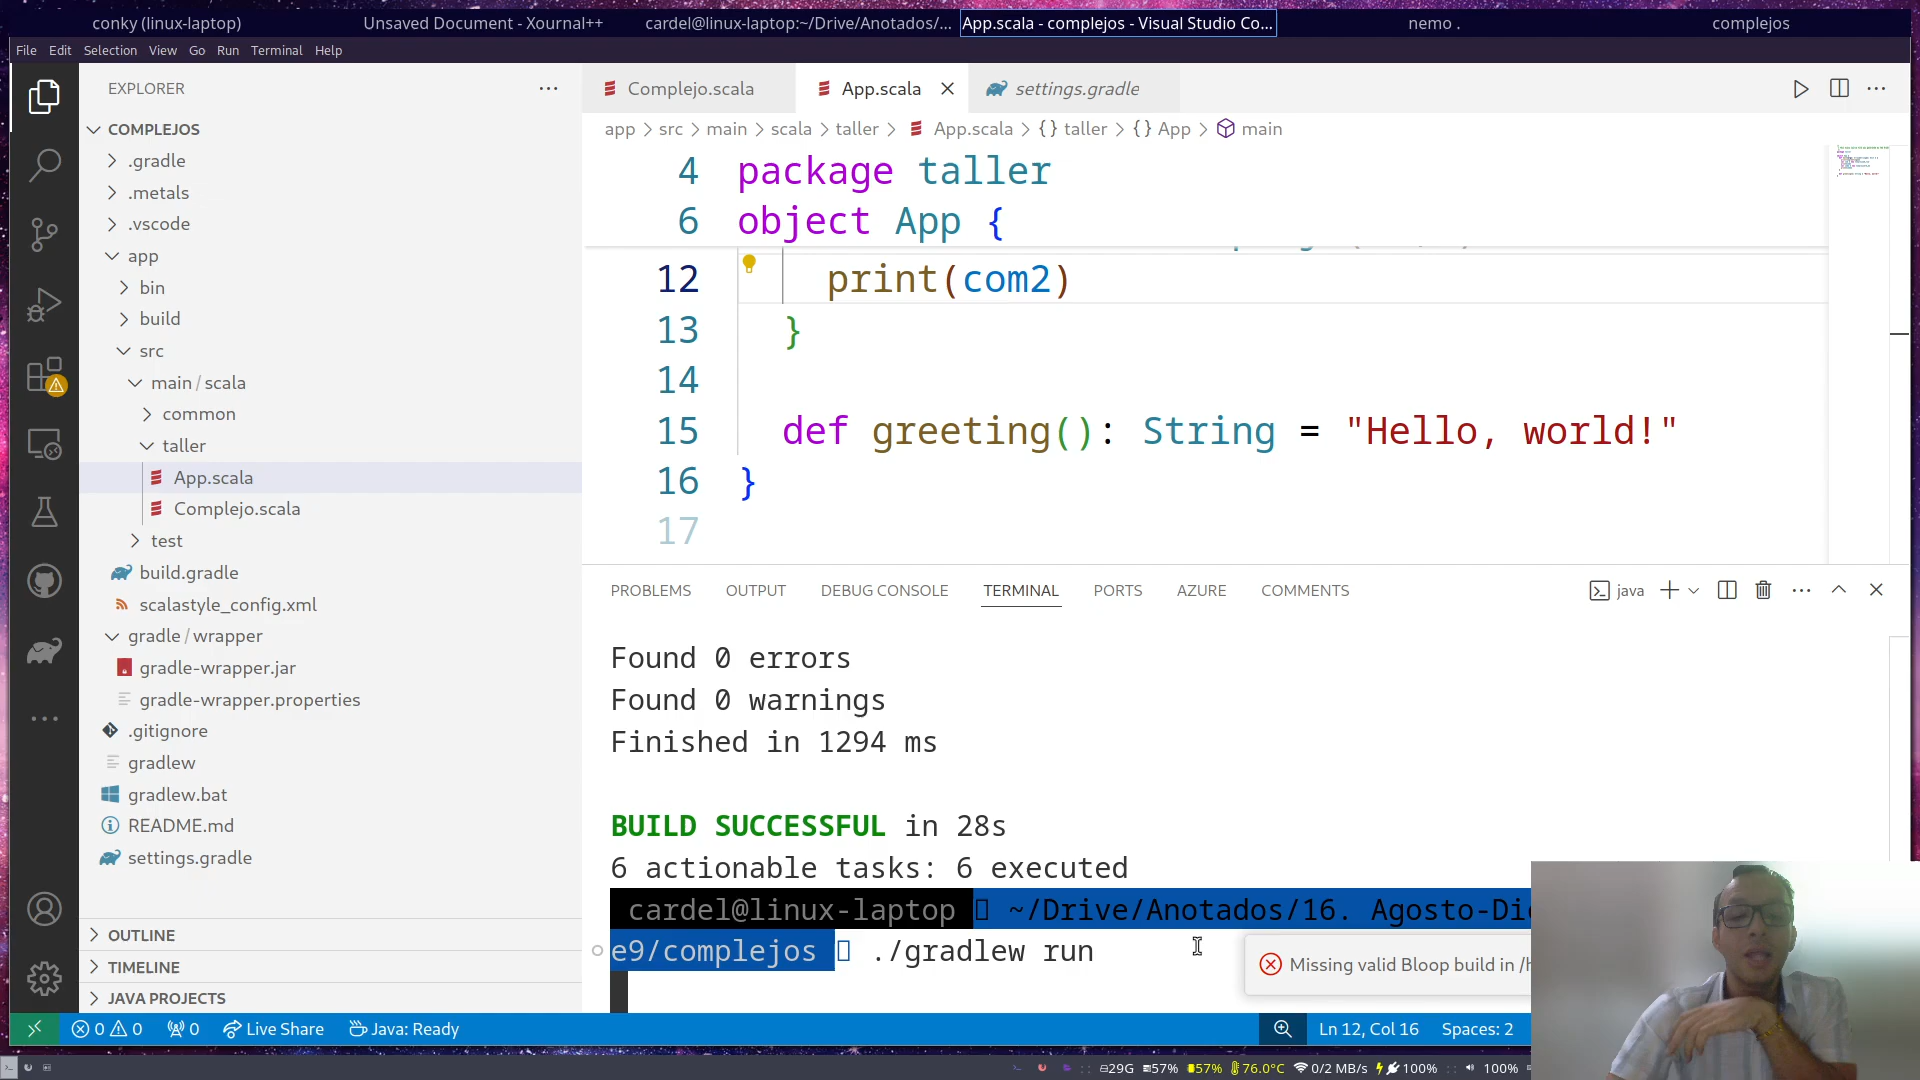 conky (linux-laptop)
Unsaved Document - Xournal++
cardel@linux-laptop:~/Drive/Anotados/...
App.scala - complejos - Visual Studio Co...
nemo .
complejos
File Edit Selection View Go Run Terminal Help
EXPLORER
COMPLEJOS
.gradle
.metals
.vscode
app
bin
build
src
main / scala
common
taller
App.scala
Complejo.scala
test
build.gradle
scalastyle_config.xml
gradle / wrapper
gradle-wrapper.jar
gradle-wrapper.properties
.gitignore
gradlew
gradlew.bat
README.md
settings.gradle
OUTLINE
TIMELINE
JAVA PROJECTS
Complejo.scala
App.scala
settings.gradle
app > src > main > scala > taller > App.scala > {} taller > {} App > main
4 package taller
6 object App {
12 print(com2)
13 }
14
15 def greeting(): String = "Hello, world!"
16 }
17
PROBLEMS OUTPUT DEBUG CONSOLE TERMINAL PORTS AZURE COMMENTS
java
Found 0 errors
Found 0 warnings
Finished in 1294 ms
BUILD SUCCESSFUL in 28s
6 actionable tasks: 6 executed
cardel@linux-laptop ~/Drive/Anotados/16. Agosto-Di
e9/complejos ./gradlew run
Missing valid Bloop build in /h
0 0 0 Live Share Java: Ready
Ln 12, Col 16 Spaces: 2
29G 57% 57% 76.0°C 0/2 MB/s 100% 100%